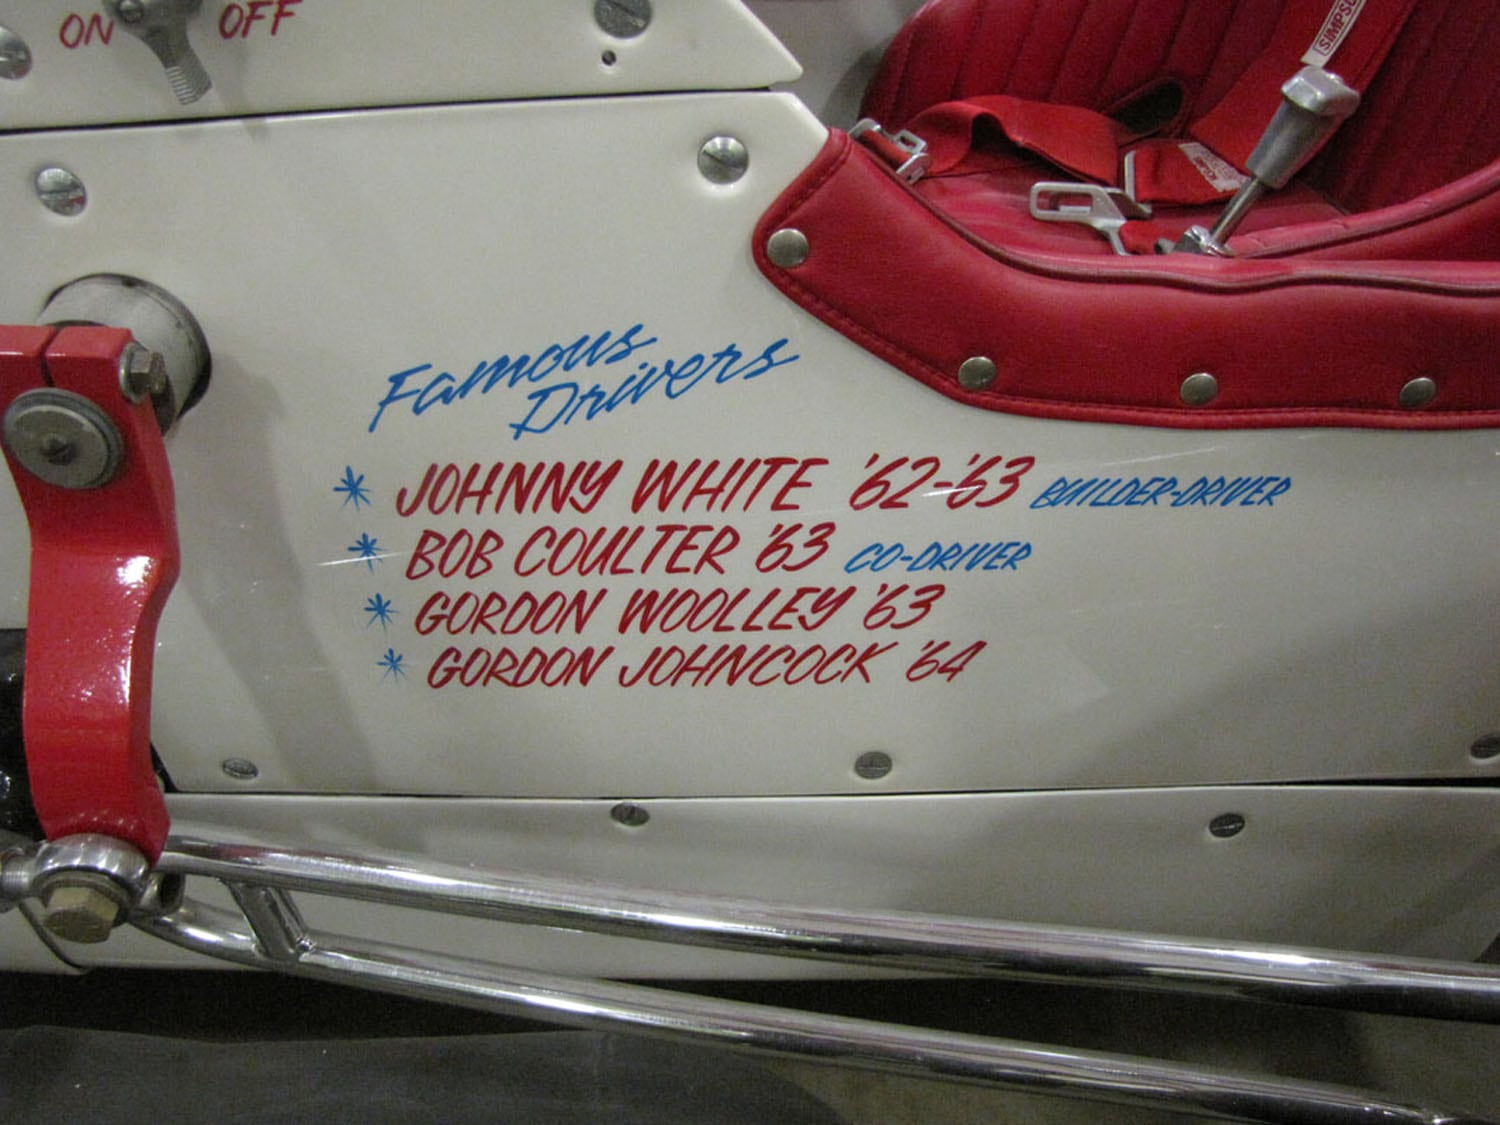 ON OFF
SIMPSO
Famous
Drivers
* JOHNNY WHITE '62-'63 BUILDER-DRIVER
* BOB COULTER '63 CO-DRIVER
* GORDON WOOLLEY '63
* GORDON JOHNCOCK '64